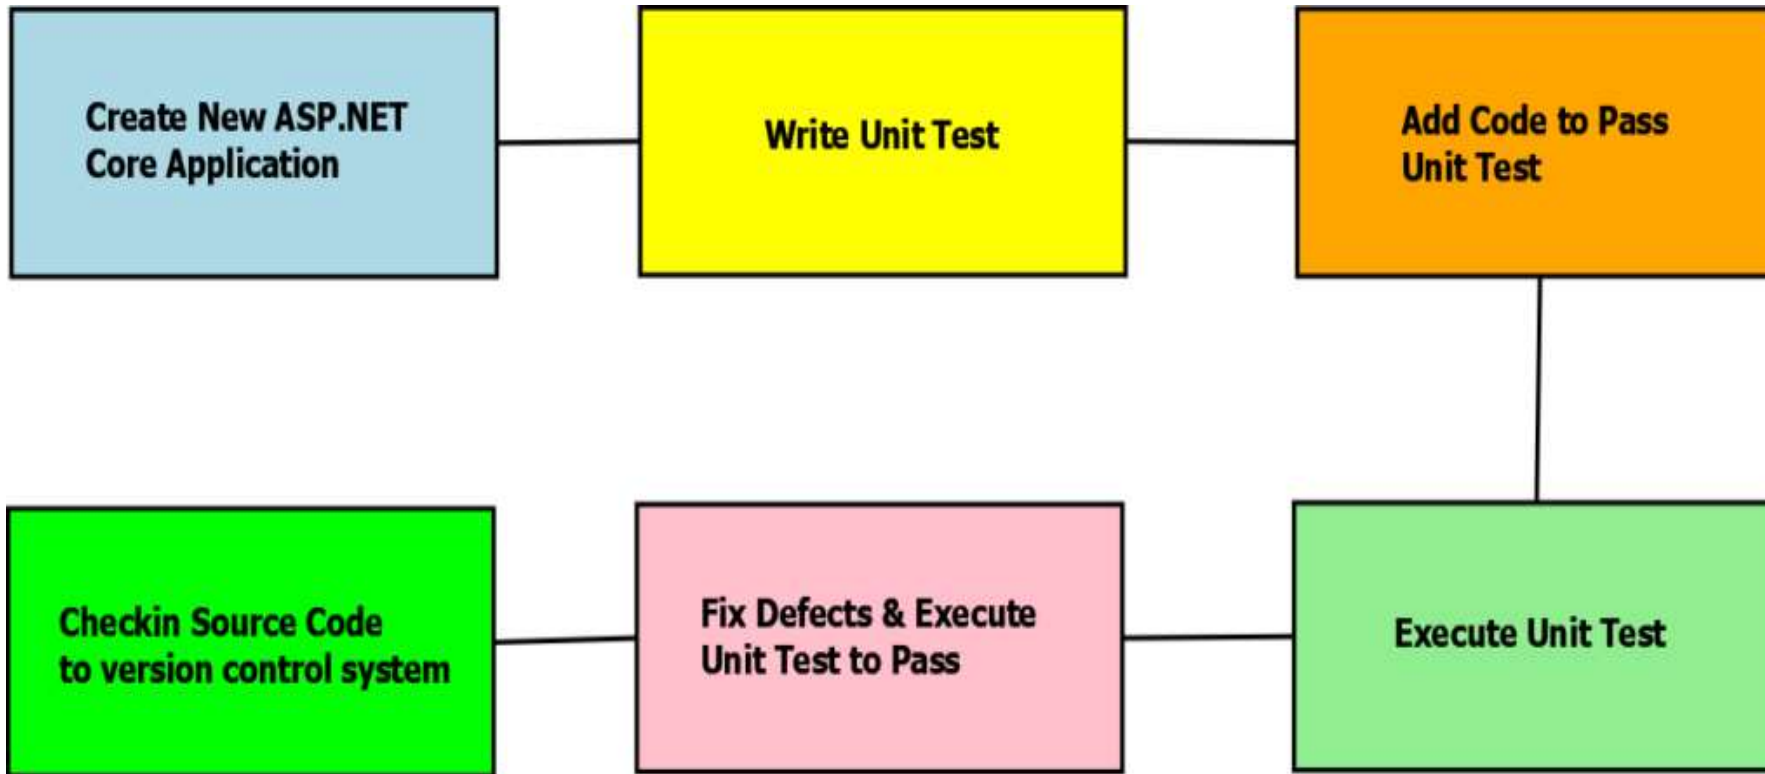 Create New ASP.NET
Core Application
Write Unit Test
Add Code to Pass
Unit Test
Checkin Source Code
to version control system
Fix Defects & Execute
Unit Test to Pass
Execute Unit Test